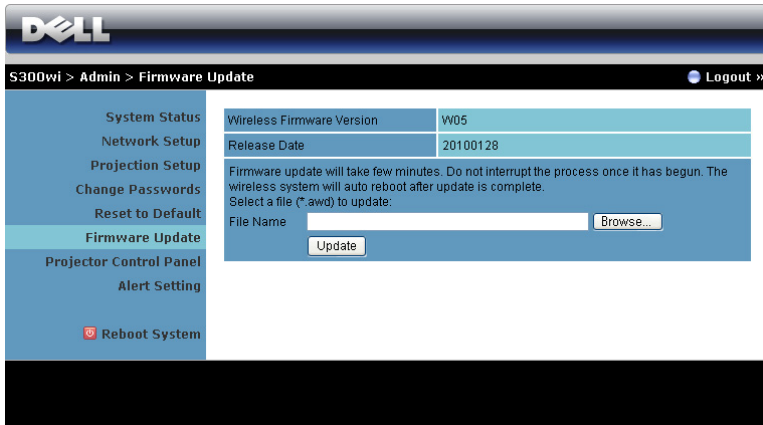 DELL
S300wi > Admin > Firmware Update
Logout »
System Status
Network Setup
Projection Setup
Change Passwords
Reset to Default
Firmware Update
Projector Control Panel
Alert Setting
Reboot System
Wireless Firmware Version W05
Release Date 20100128
Firmware update will take few minutes. Do not interrupt the process once it has begun. The
wireless system will auto reboot after update is complete.
Select a file (*.awd) to update:
File Name Browse...
Update